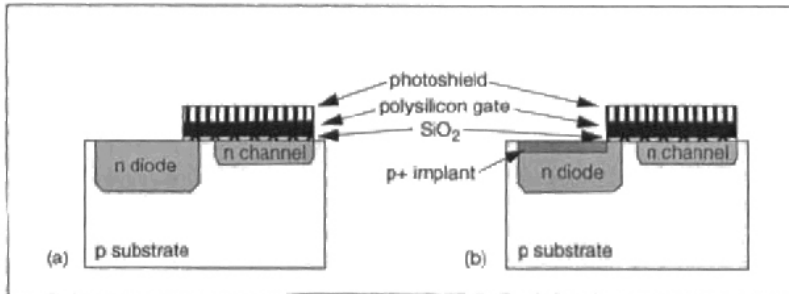 photoshield
polysilicon gate
SiO₂
n diode
n channel
p substrate
(a)
p+ implant
n diode
n channel
p substrate
(b)